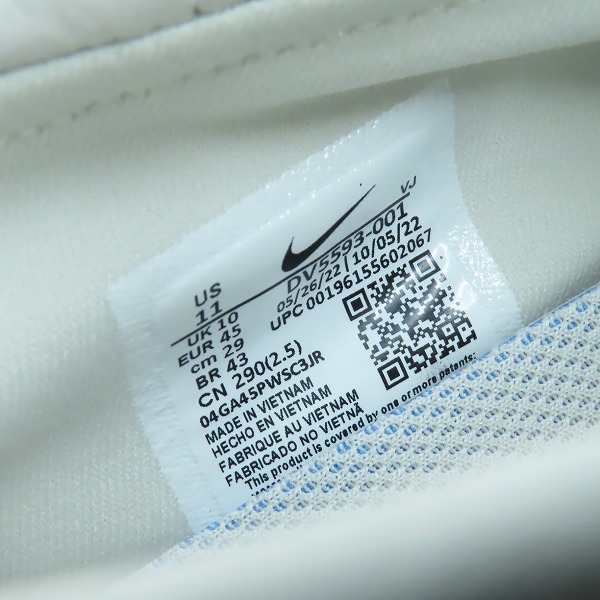 VJ
US
11
DV5593-001
UK 10
05/26/22 | 10/05/22
EUR 45
UPC 00196155602067
cm 29
BR 43
CN 290(2.5)
04GA45PWSC3JR
MADE IN VIETNAM
HECHO EN VIETNAM
FABRIQUE AU VIETNAM
FABRICADO NO VIETNÃ
This product is covered by one or more patents: